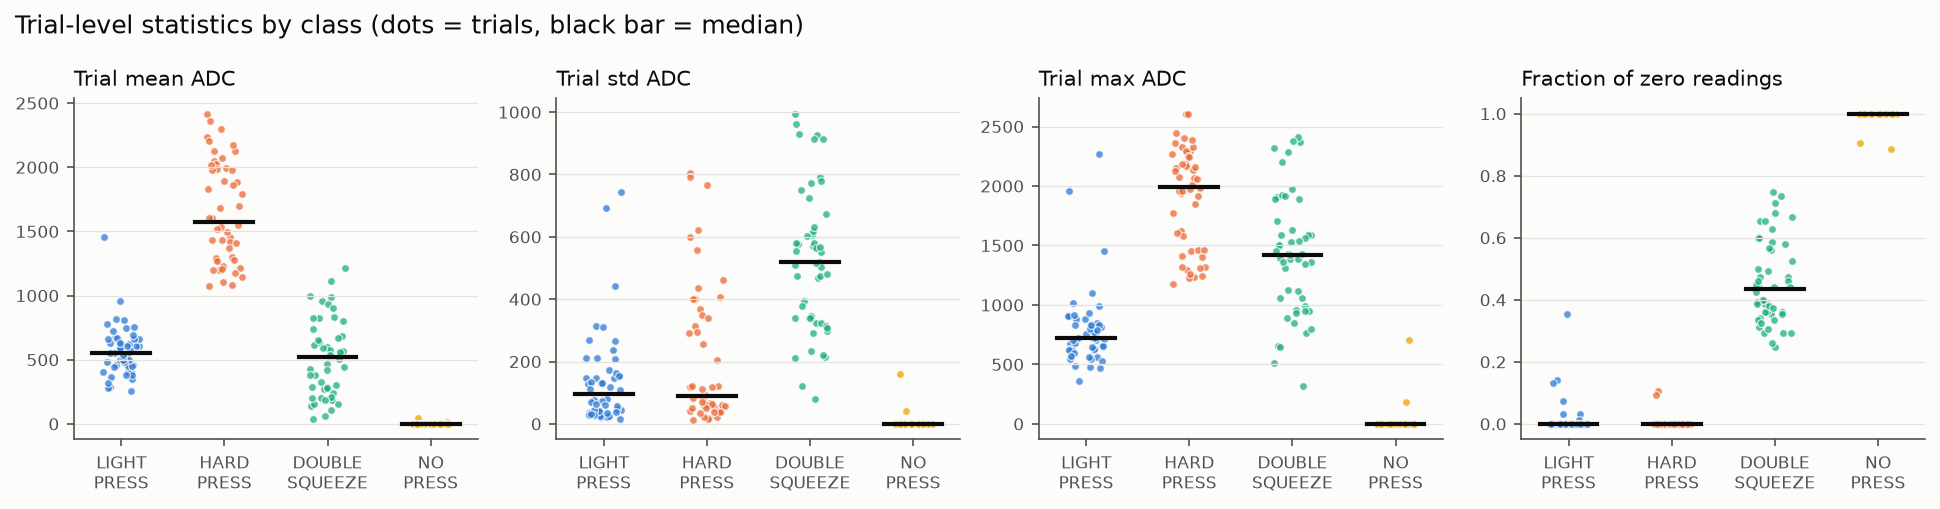 Trial-level statistics by class (dots = trials, black bar = median)
Trial mean ADC
2500
2000
1500
1000
500
0
LIGHT PRESS
HARD PRESS
DOUBLE SQUEEZE
NO PRESS
Trial std ADC
1000
800
600
400
200
0
LIGHT PRESS
HARD PRESS
DOUBLE SQUEEZE
NO PRESS
Trial max ADC
2500
2000
1500
1000
500
0
LIGHT PRESS
HARD PRESS
DOUBLE SQUEEZE
NO PRESS
Fraction of zero readings
1.0
0.8
0.6
0.4
0.2
0.0
LIGHT PRESS
HARD PRESS
DOUBLE SQUEEZE
NO PRESS